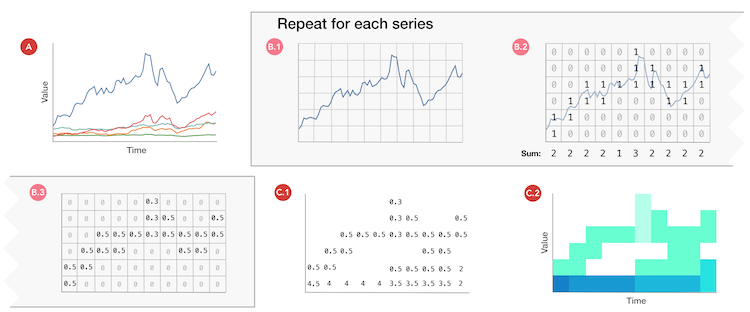 Repeat for each series
A
Value
Time
B.1
B.2
0 0 0 0 0 1 0 0 0 0
0 0 0 0 0 1 1 0 0 1
0 0 1 1 1 1 1 1 1 1
0 1 1 1 0 0 0 1 1 0
1 1 0 0 0 0 0 0 0 0
1 0 0 0 0 0 0 0 0 0
Sum: 2 2 2 2 1 3 2 2 2 2
B.3
0 0 0 0 0 0.3 0 0 0 0
0 0 0 0 0 0.3 0.5 0 0 0.5
0 0 0.5 0.5 0.5 0.3 0.5 0.5 0.5 0.5
0 0.5 0.5 0.5 0 0 0 0.5 0.5 0
0.5 0.5 0 0 0 0 0 0 0 0
0.5 0 0 0 0 0 0 0 0 0
C.1
0.3
0.3 0.5 0.5
0.5 0.5 0.5 0.3 0.5 0.5 0.5 0.5
0.5 0.5 0.5 0.5
0.5 0.5 0.5 0.5 0.5 0.5 2
4.5 4 4 4 4 3.5 3.5 3.5 3.5 2
C.2
Value
Time